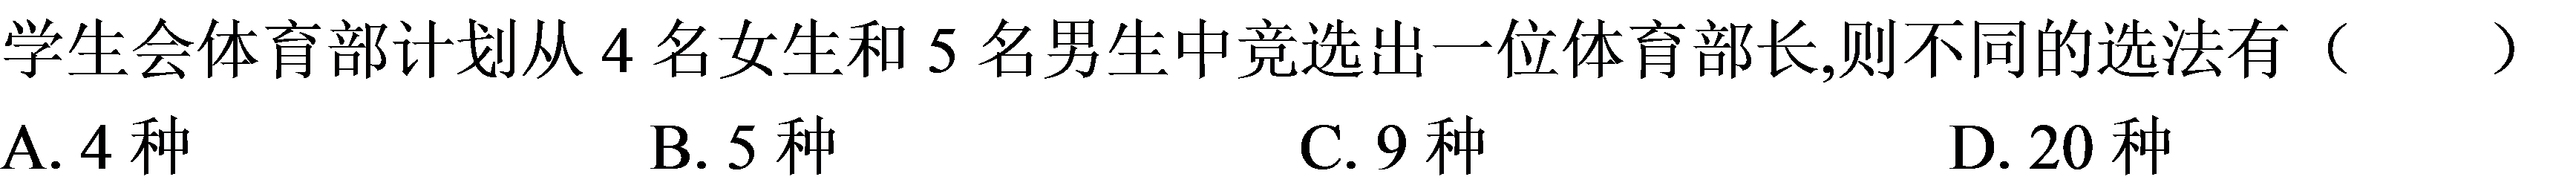 学生会体育部计划从 4 名女生和 5 名男生中竞选出一位体育部长,则不同的选法有（　　）
A. 4 种 B. 5 种 C. 9 种 D. 20 种